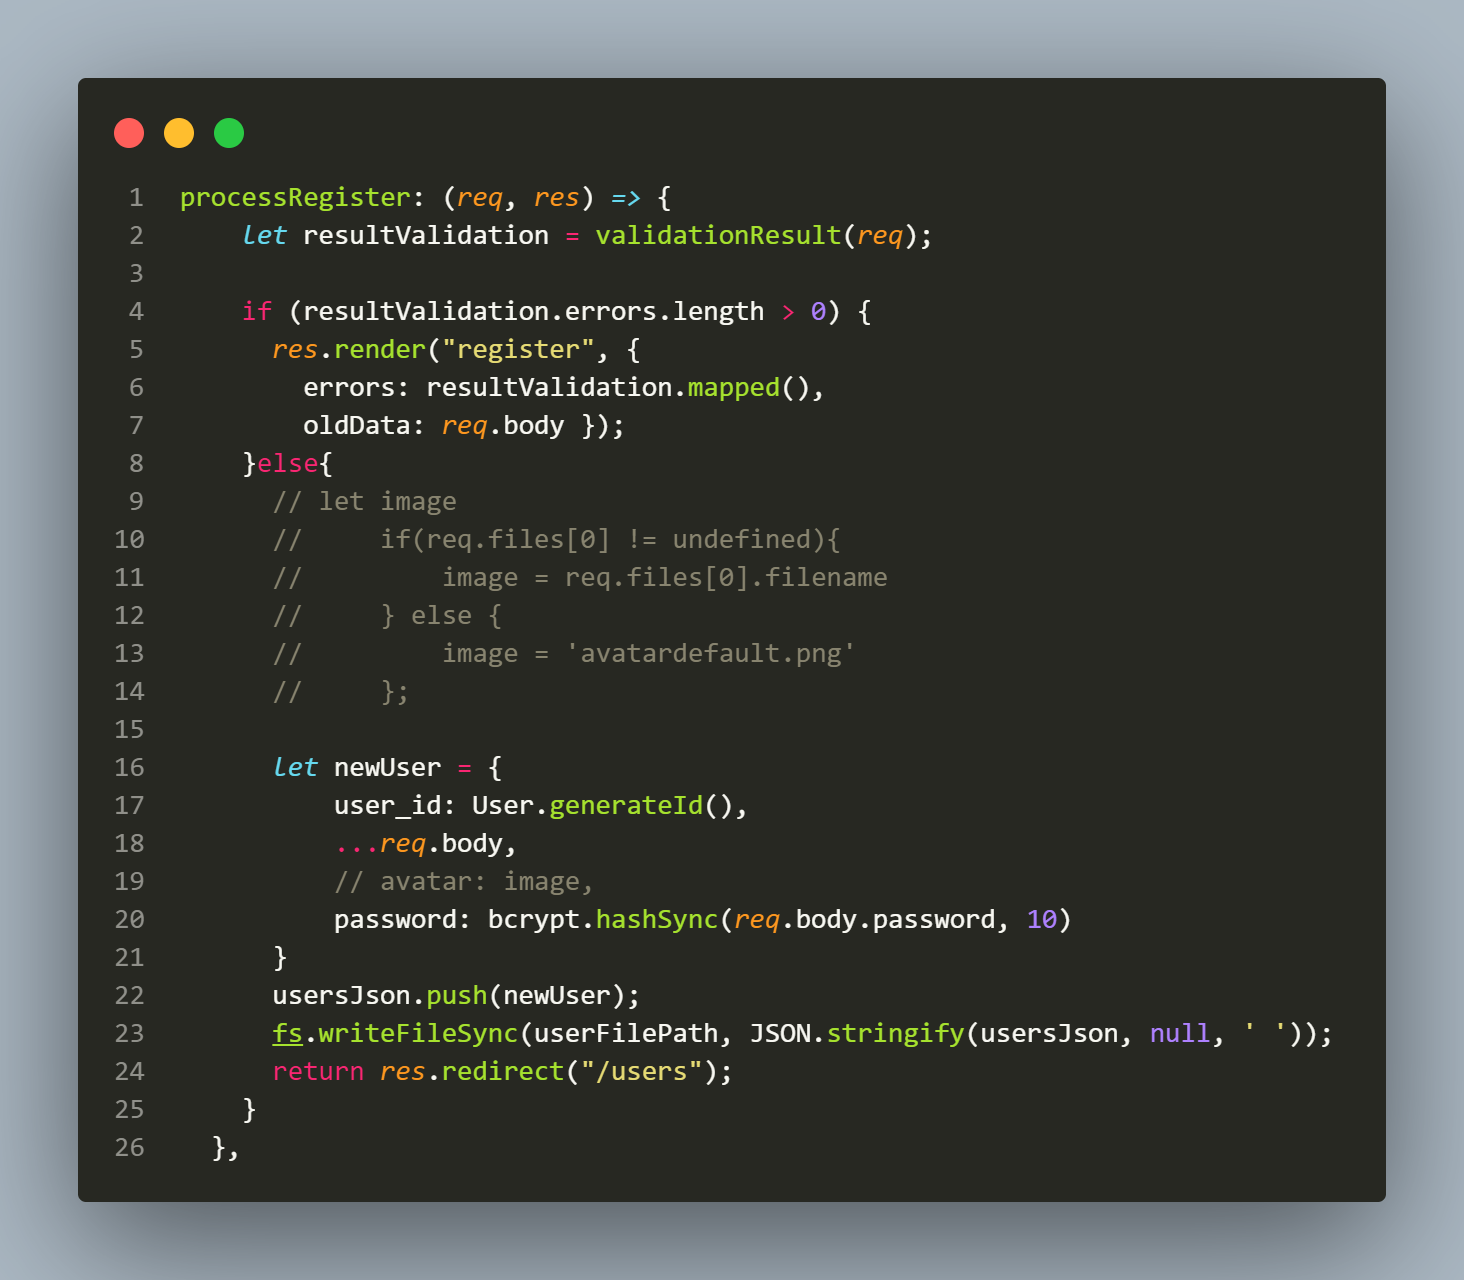 1 processRegister: (req, res) => {
2     let resultValidation = validationResult(req);
3
4     if (resultValidation.errors.length > 0) {
5       res.render("register", {
6         errors: resultValidation.mapped(),
7         oldData: req.body });
8     }else{
9       // let image
10       //     if(req.files[0] != undefined){
11       //         image = req.files[0].filename
12       //     } else {
13       //         image = 'avatardefault.png'
14       //     };
15
16       let newUser = {
17           user_id: User.generateId(),
18           ...req.body,
19           // avatar: image,
20           password: bcrypt.hashSync(req.body.password, 10)
21       }
22       usersJson.push(newUser);
23       fs.writeFileSync(userFilePath, JSON.stringify(usersJson, null, ' '));
24       return res.redirect("/users");
25     }
26   },